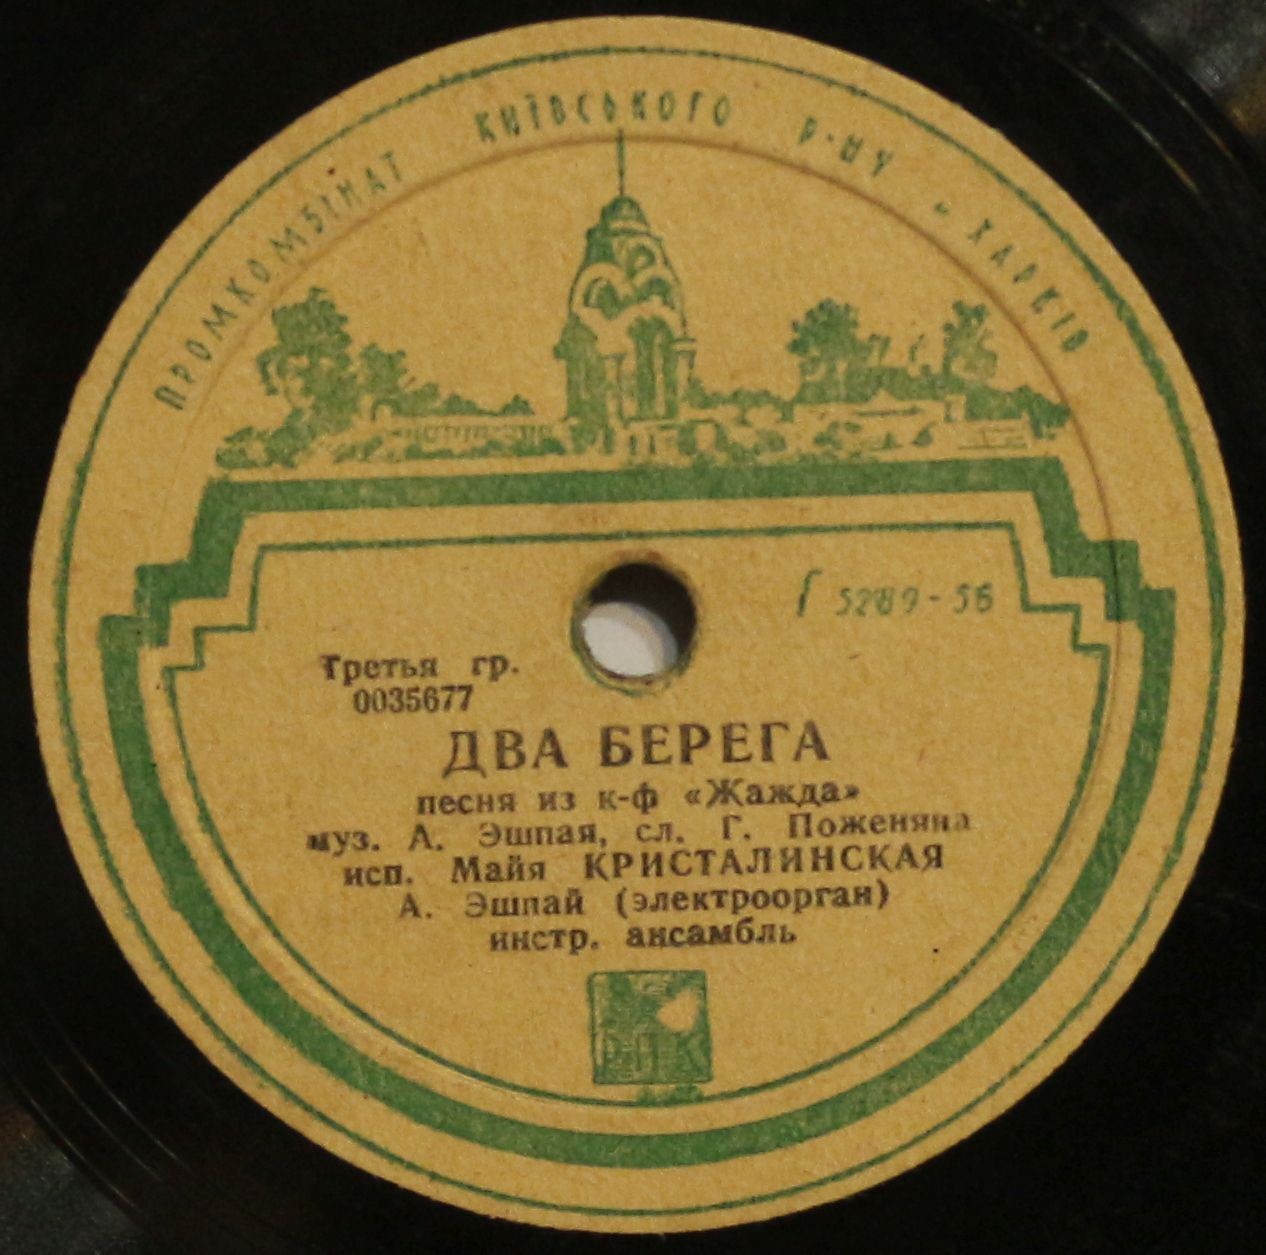 ПРОМКОМБІНАТ КИЇВСЬКОГО Р-НУ м ХАРКІВ
Г 5289-56
Третья гр.
0035677
ДВА БЕРЕГА
песня из к-ф «Жажда»
муз. А. Эшпая, сл. Г. Поженяна
исп. Майя КРИСТАЛИНСКАЯ
А. Эшпай (электроорган)
инстр. ансамбль
РПК